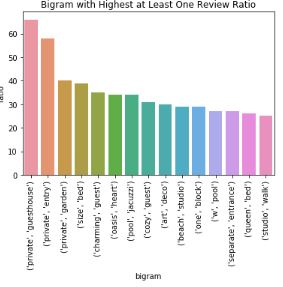 Bigram with Highest at Least One Review Ratio
ratio
60
50
40
30
20
10
0
('private', 'guesthouse')
('private', 'entry')
('private', 'garden')
('size', 'bed')
('charming', 'guest')
('oasis', 'heart')
('pool', 'jacuzzi')
('cozy', 'guest')
('art', 'deco')
('beach', 'studio')
('one', 'block')
('w', 'pool')
('separate', 'entrance')
('queen', 'bed')
('studio', 'walk')
bigram